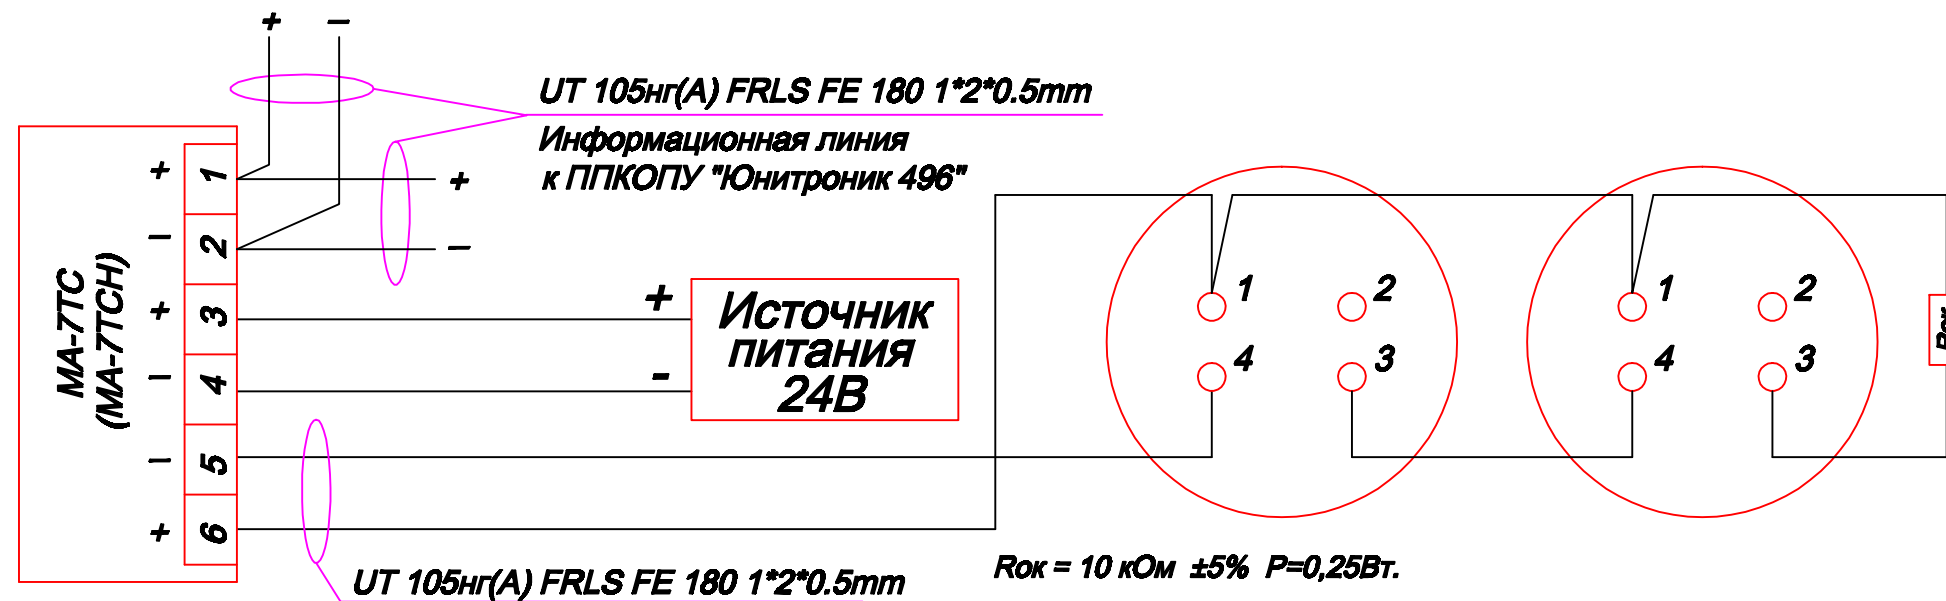 + −
UT 105нг(А) FRLS FE 180 1*2*0.5mm
Информационная линия
к ППКОПУ "Юнитроник 496"
МА-7ТС
(МА-7ТСН)
+ 1 +
− 2 −
+ 3 +
− 4 -
− 5
+ 6
Источник
питания
24В
1 2
4 3
1 2
4 3
UT 105нг(А) FRLS FE 180 1*2*0.5mm
Rок = 10 кОм ±5% P=0,25Вт.